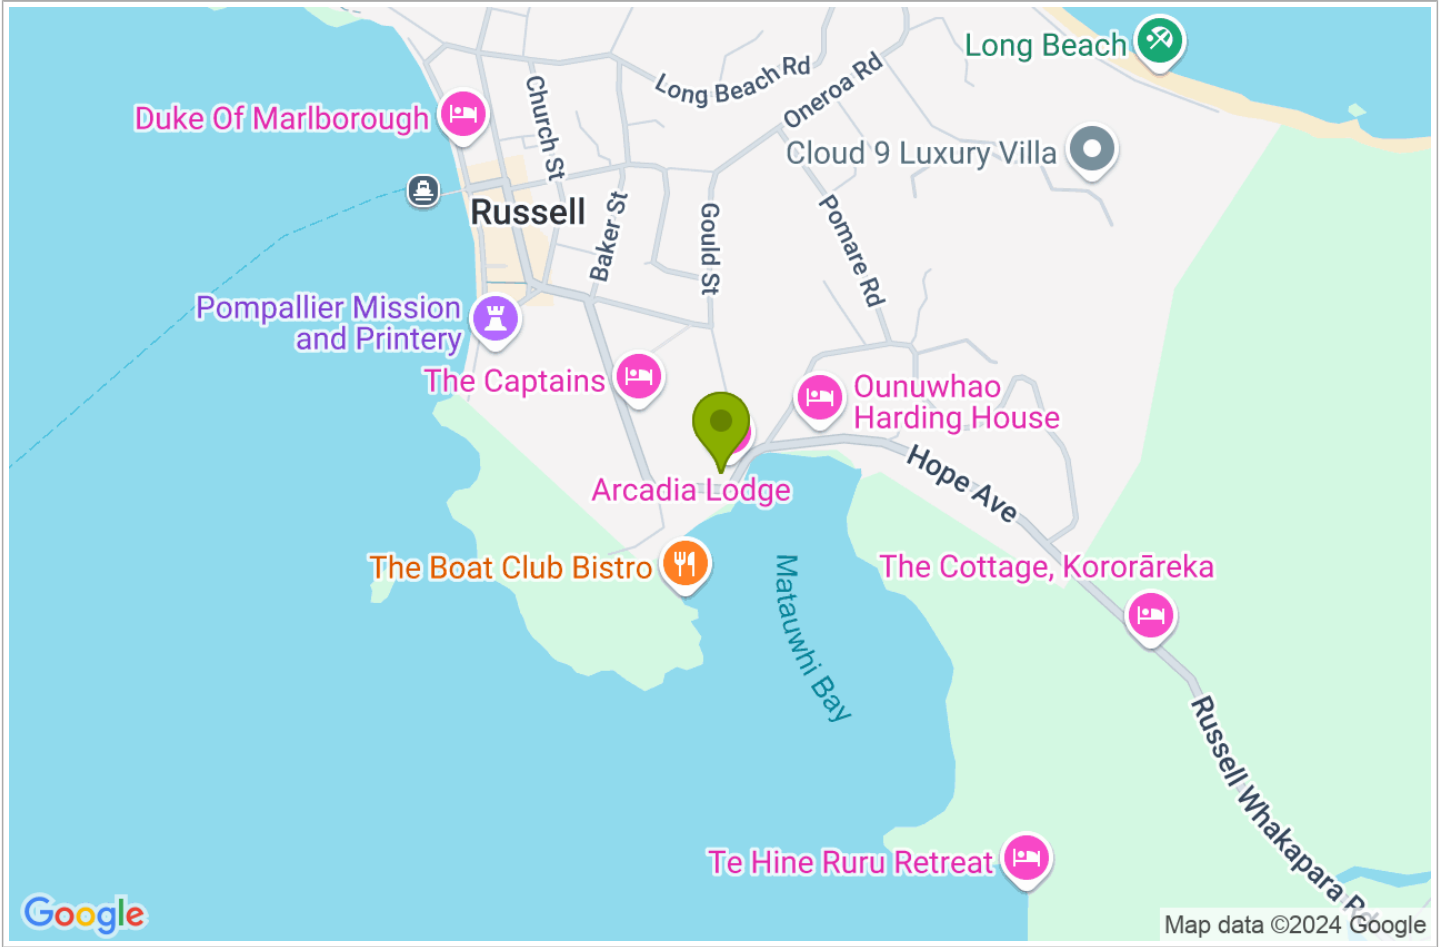 Long Beach
Long Beach Rd
Oneroa Rd
Church St
Duke Of Marlborough
Cloud 9 Luxury Villa
Russell
Baker St
Gould St
Pomare Rd
Pompallier Mission
and Printery
The Captains
Ounuwhao
Harding House
Arcadia Lodge
Hope Ave
The Boat Club Bistro
The Cottage, Kororāreka
Matauwhi Bay
Russell Whakapara Rd
Te Hine Ruru Retreat
Google
Map data ©2024 Google